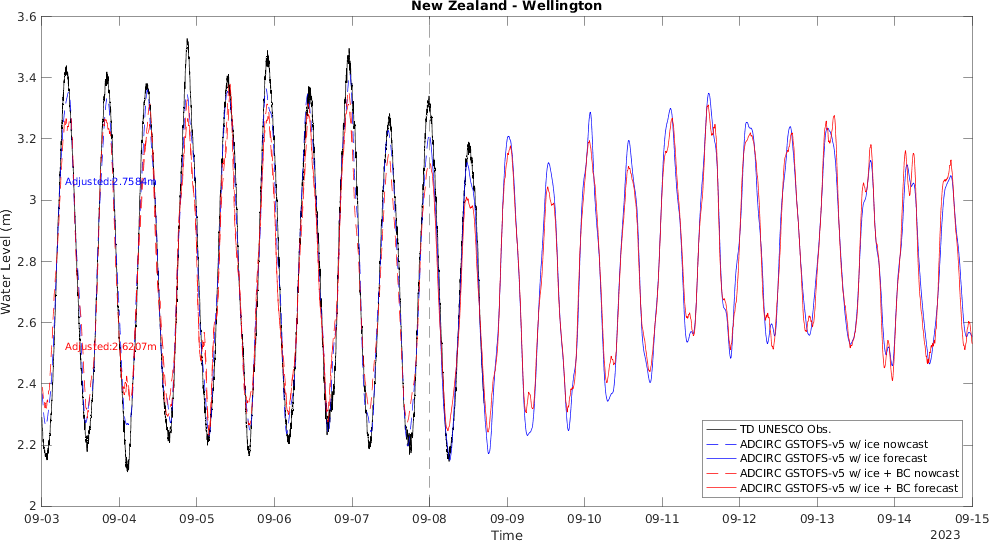 New Zealand - Wellington
3.6
3.4
3.2
3
2.8
2.6
2.4
2.2
2
Water Level (m)
Adjusted:2.7584m
Adjusted:2.6207m
TD UNESCO Obs.
ADCIRC GSTOFS-v5 w/ ice nowcast
ADCIRC GSTOFS-v5 w/ ice forecast
ADCIRC GSTOFS-v5 w/ ice + BC nowcast
ADCIRC GSTOFS-v5 w/ ice + BC forecast
09-03 09-04 09-05 09-06 09-07 09-08 09-09 09-10 09-11 09-12 09-13 09-14 09-15
Time
2023